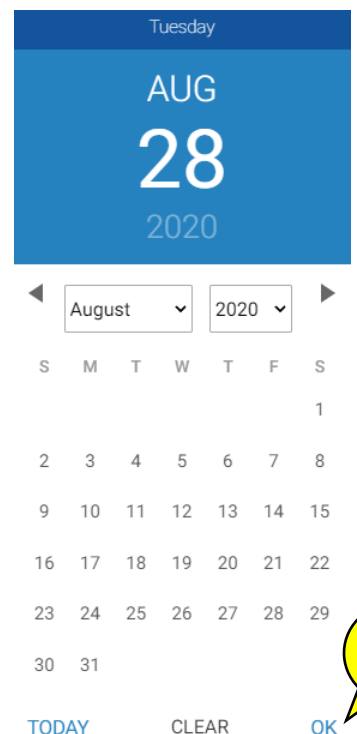 Tuesday
AUG
28
2020
August 2020
S M T W T F S
1
2 3 4 5 6 7 8
9 10 11 12 13 14 15
16 17 18 19 20 21 22
23 24 25 26 27 28 29
30 31
TODAY CLEAR OK